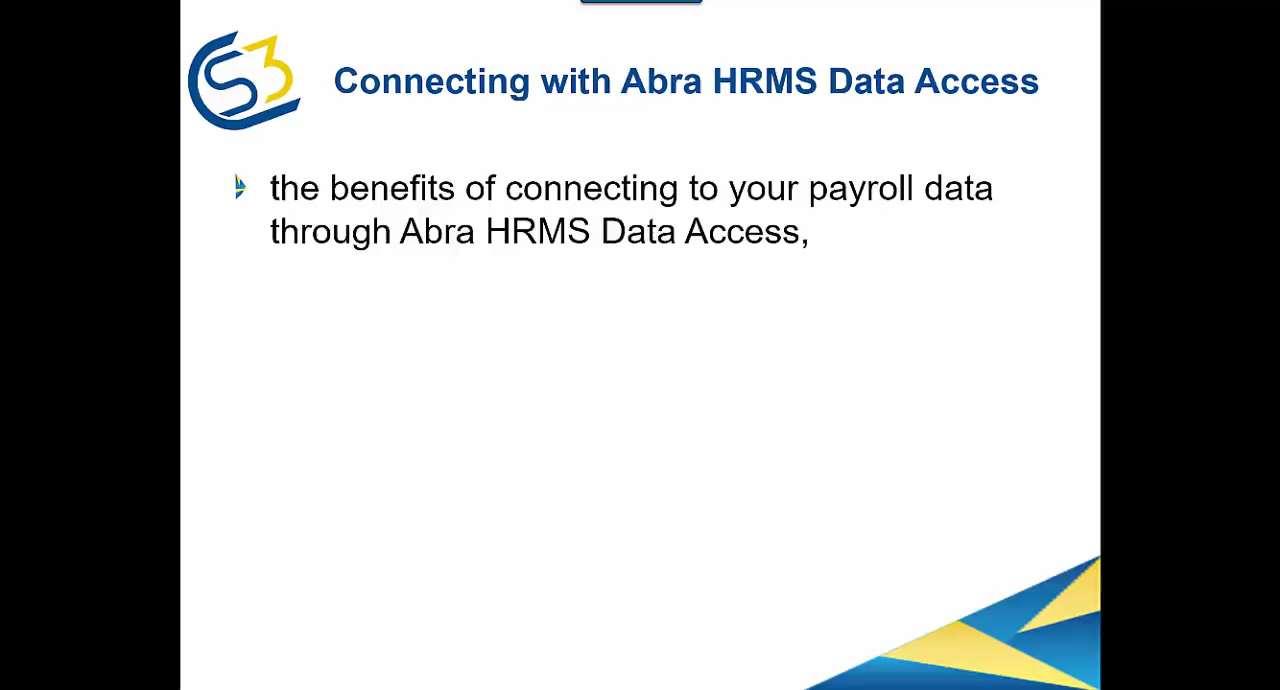 CS3
Connecting with Abra HRMS Data Access
the benefits of connecting to your payroll data
through Abra HRMS Data Access,